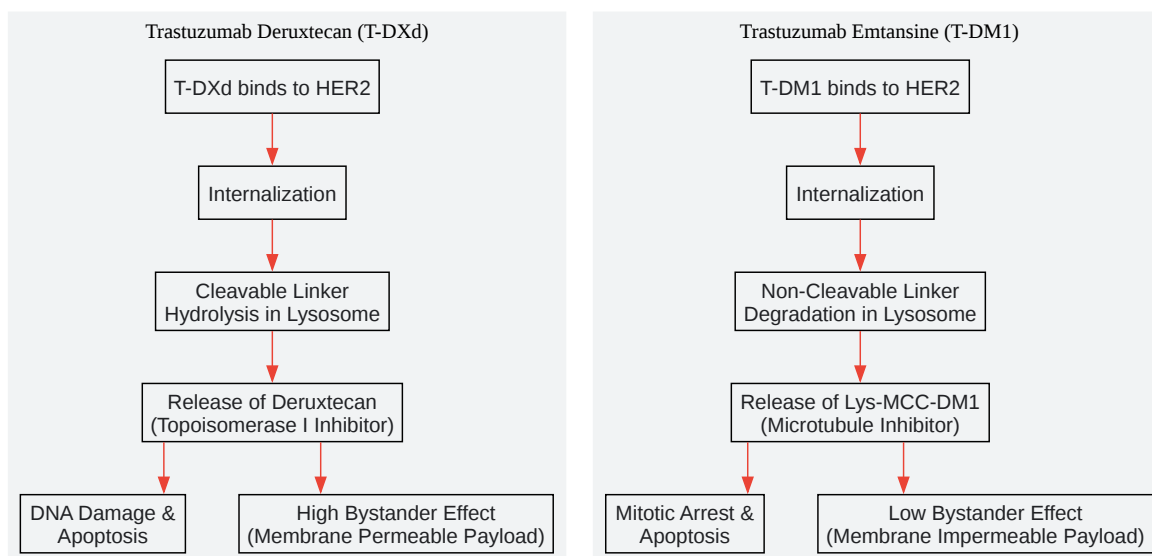 Trastuzumab Deruxtecan (T-DXd)
T-DXd binds to HER2
Internalization
Cleavable Linker
Hydrolysis in Lysosome
Release of Deruxtecan
(Topoisomerase I Inhibitor)
DNA Damage &
Apoptosis
High Bystander Effect
(Membrane Permeable Payload)
Trastuzumab Emtansine (T-DM1)
T-DM1 binds to HER2
Internalization
Non-Cleavable Linker
Degradation in Lysosome
Release of Lys-MCC-DM1
(Microtubule Inhibitor)
Mitotic Arrest &
Apoptosis
Low Bystander Effect
(Membrane Impermeable Payload)